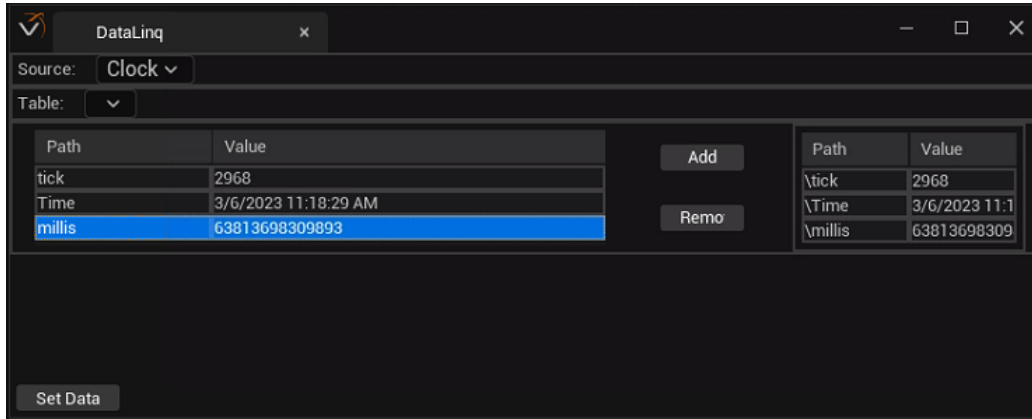 DataLinq ×
Source: Clock
Table:
Path Value
tick 2968
Time 3/6/2023 11:18:29 AM
millis 63813698309893
Add
Remo
Path Value
\tick 2968
\Time 3/6/2023 11:1
\millis 63813698309
Set Data